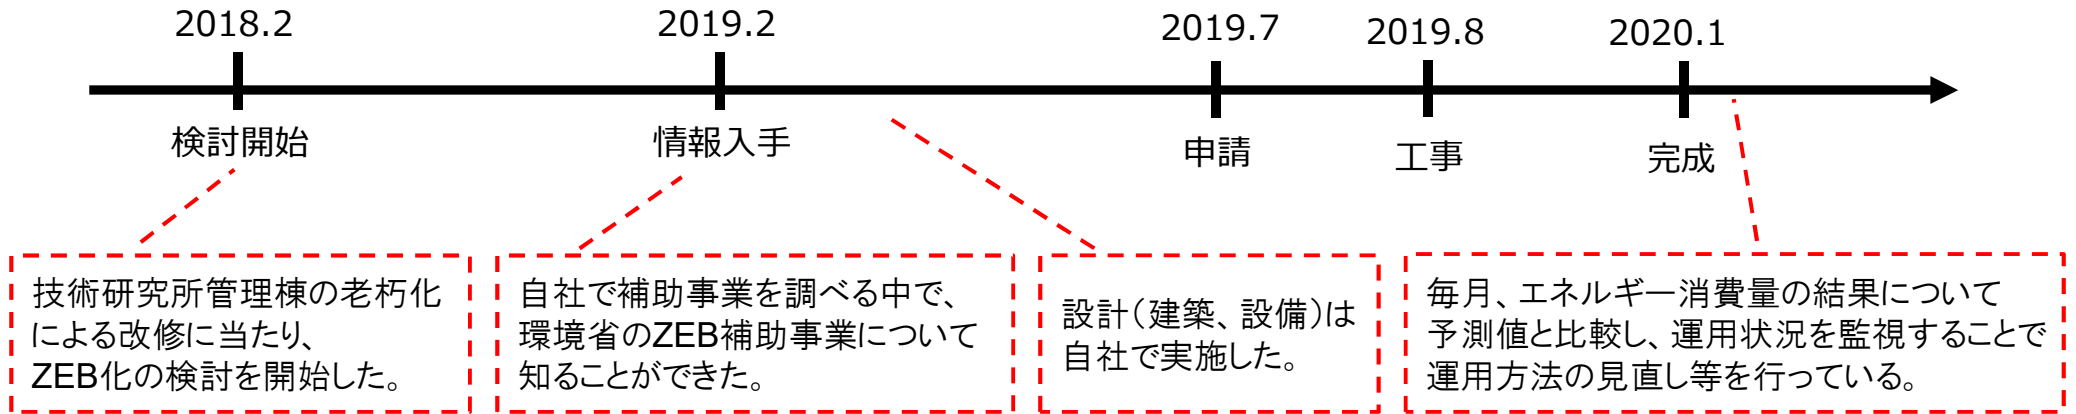 2018.2
2019.2
2019.7
2019.8
2020.1
検討開始
情報入手
申請
工事
完成
技術研究所管理棟の老朽化
による改修に当たり、
ZEB化の検討を開始した。
自社で補助事業を調べる中で、
環境省のZEB補助事業について
知ることができた。
設計（建築、設備）は
自社で実施した。
毎月、エネルギー消費量の結果について
予測値と比較し、運用状況を監視することで
運用方法の見直し等を行っている。